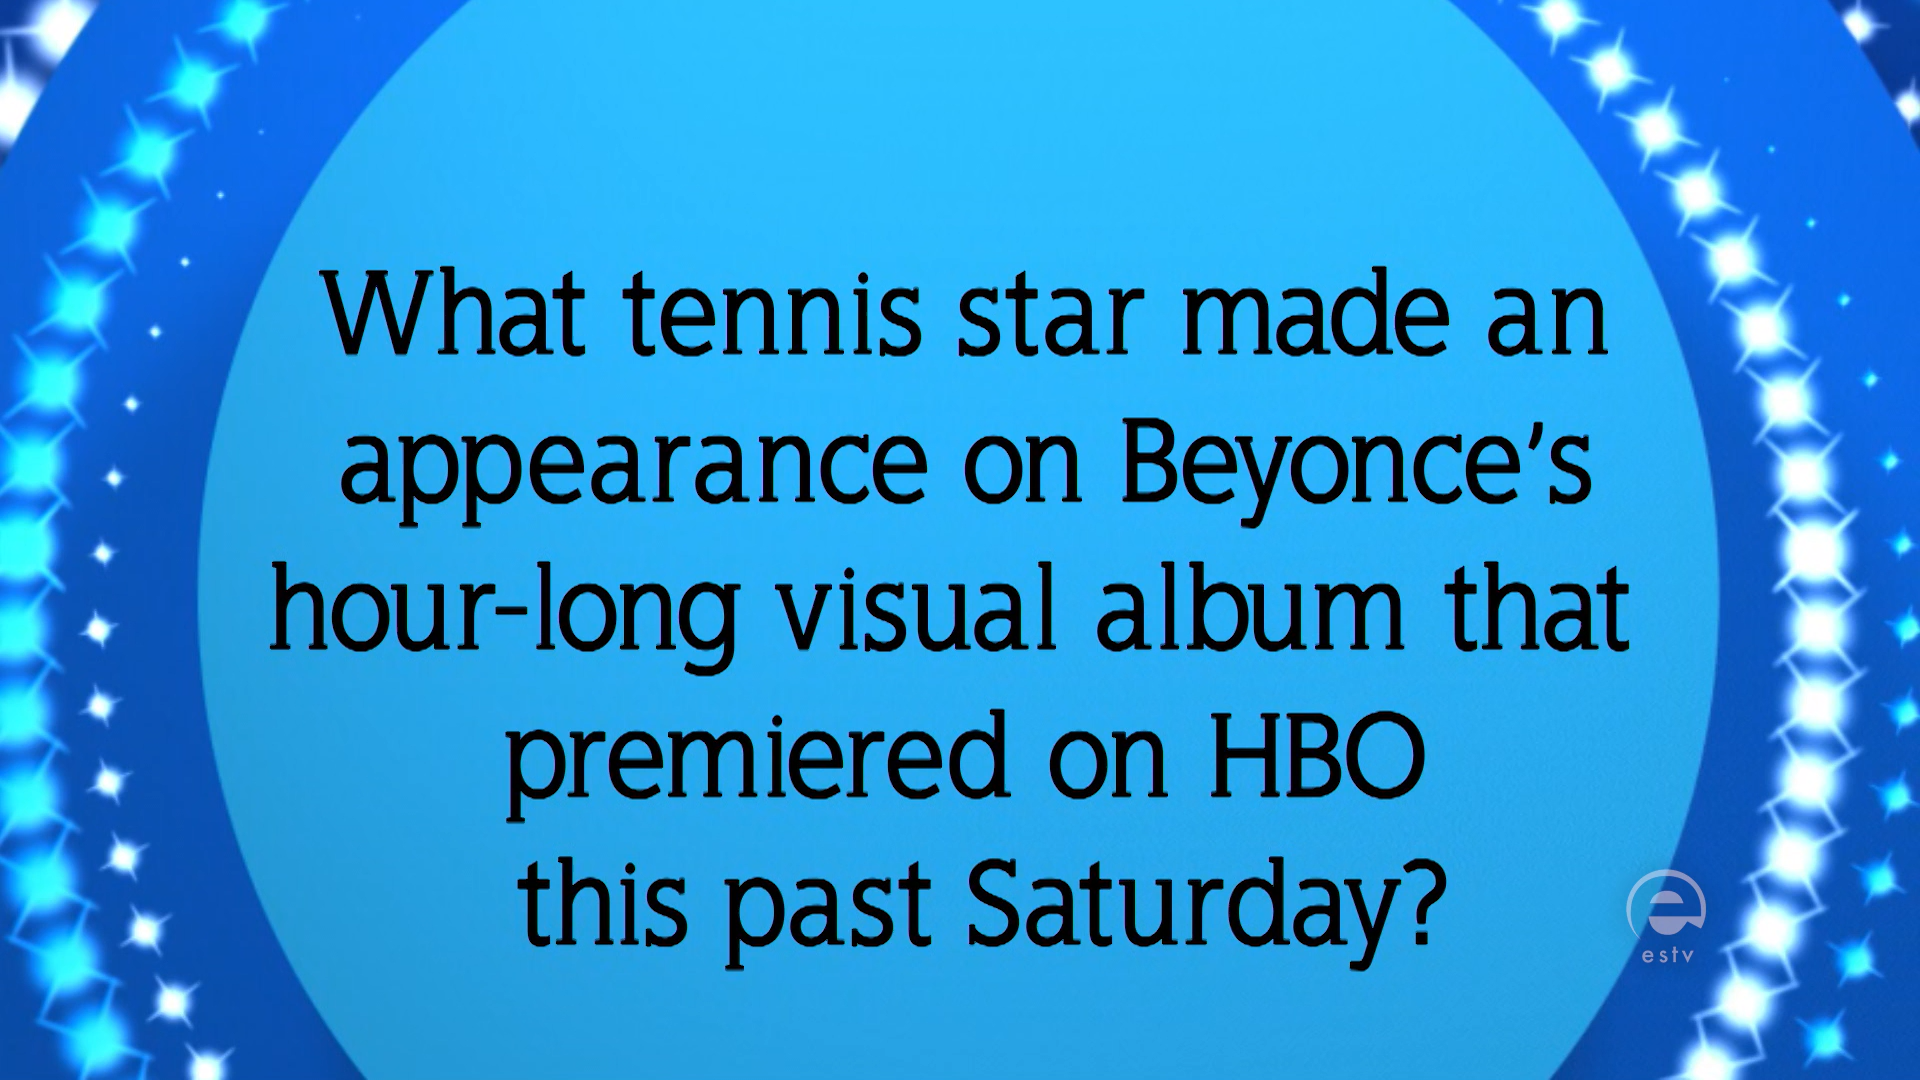 What tennis star made an
appearance on Beyonce's
hour-long visual album that
premiered on HBO
this past Saturday?
estv